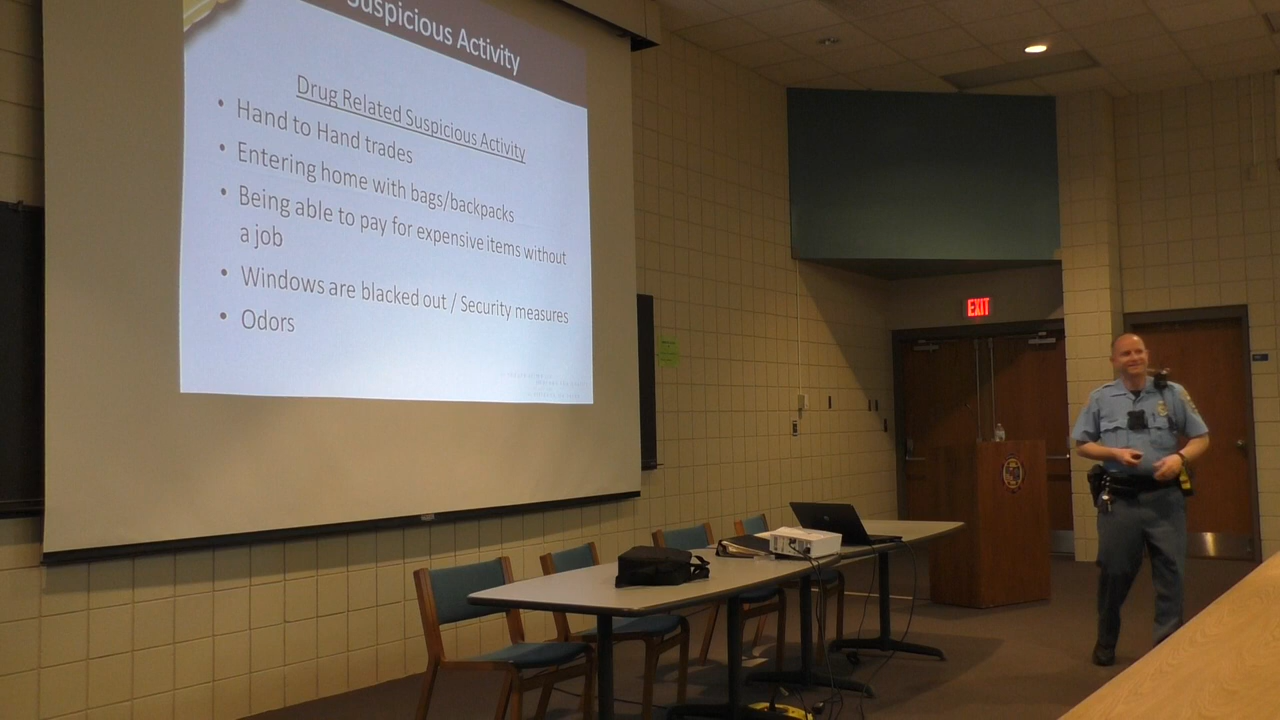 Suspicious Activity
Drug Related Suspicious Activity
• Hand to Hand trades
• Entering home with bags/backpacks
• Being able to pay for expensive items without
a job
• Windows are blacked out / Security measures
• Odors
EXIT